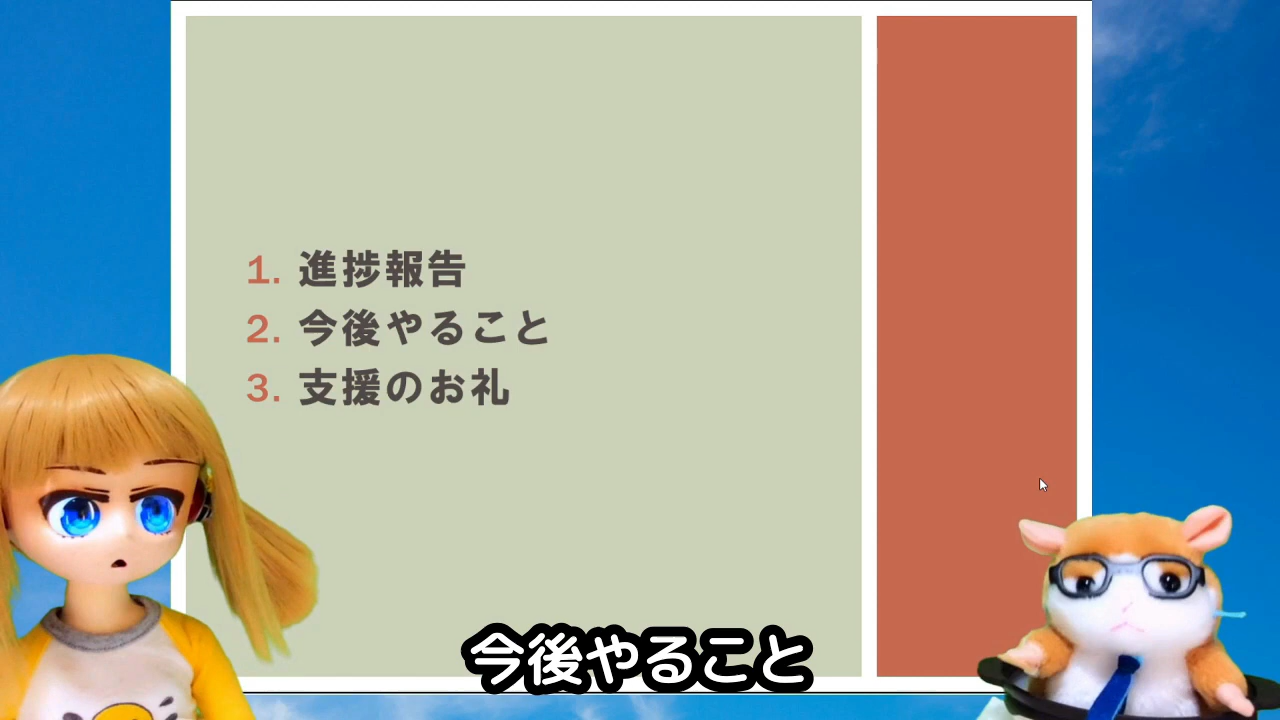 1. 進捗報告
2. 今後やること
3. 支援のお礼
今後やること